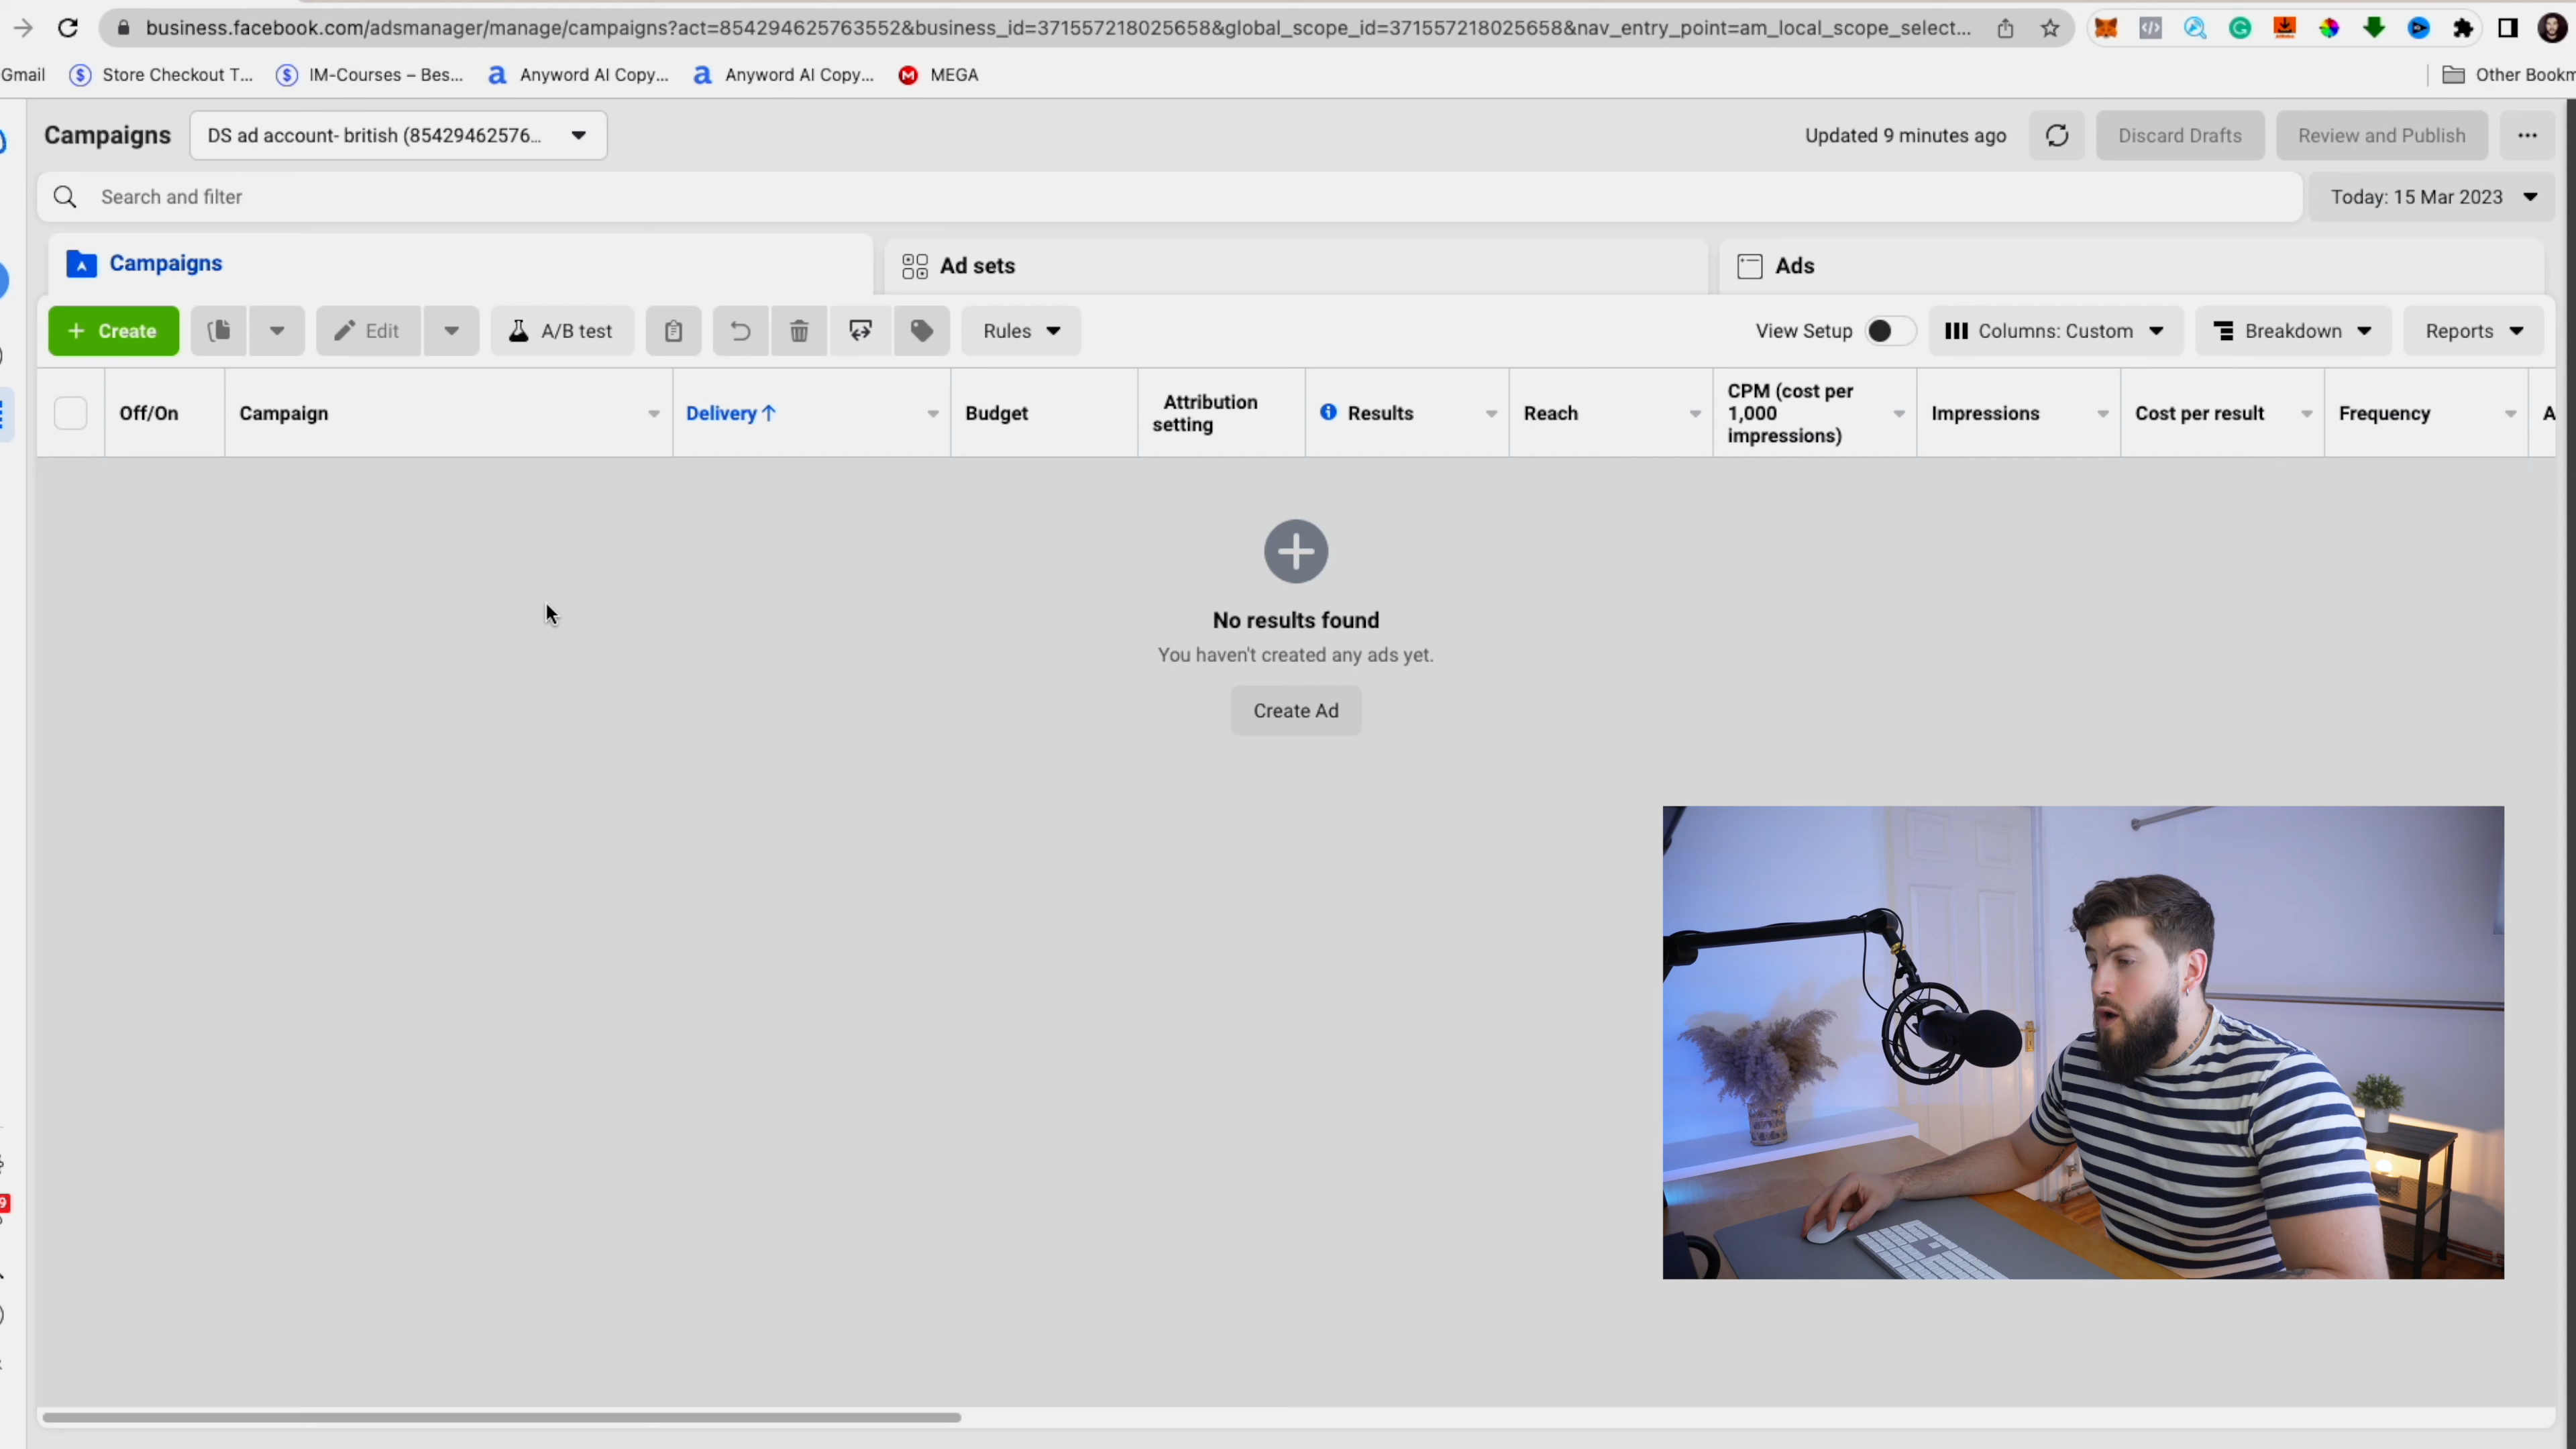 business.facebook.com/adsmanager/manage/campaigns?act=854294625763552&business_id=371557218025658&global_scope_id=371557218025658&nav_entry_point=am_local_scope_select...
Gmail
Store Checkout T...
IM-Courses – Bes...
Anyword AI Copy...
Anyword AI Copy...
MEGA
Other Bookm
Campaigns
DS ad account- british (85429462576...
Updated 9 minutes ago
Discard Drafts
Review and Publish
Search and filter
Today: 15 Mar 2023
Campaigns
Ad sets
Ads
+ Create
Edit
A/B test
Rules
View Setup
Columns: Custom
Breakdown
Reports
Off/On
Campaign
Delivery ↑
Budget
Attribution
setting
Results
Reach
CPM (cost per
1,000
impressions)
Impressions
Cost per result
Frequency
A
No results found
You haven't created any ads yet.
Create Ad
9